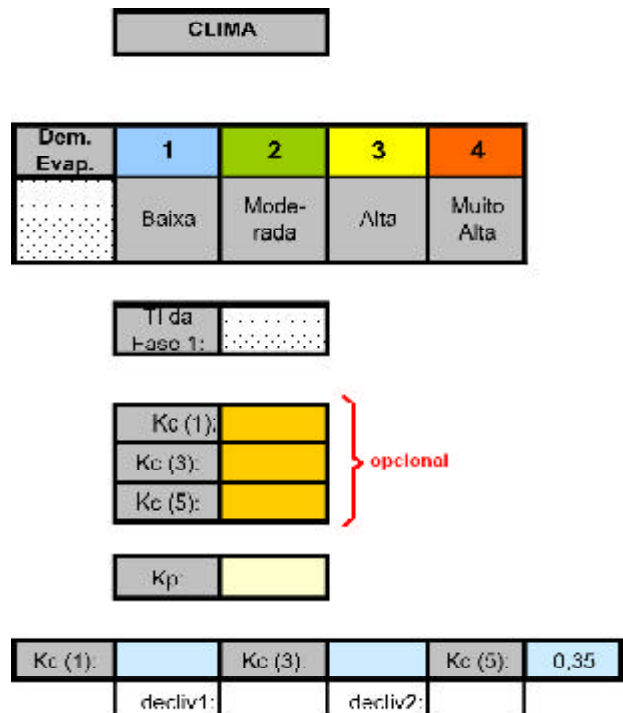 CLIMA
Dem. Evap. 1 2 3 4
Baixa Mode-rada Alta Muito Alta
TI da Fase 1:
Kc (1):
Kc (3): opcional
Kc (5):
Kp:
Kc (1): Kc (3): Kc (5): 0,35
decliv1: decliv2: